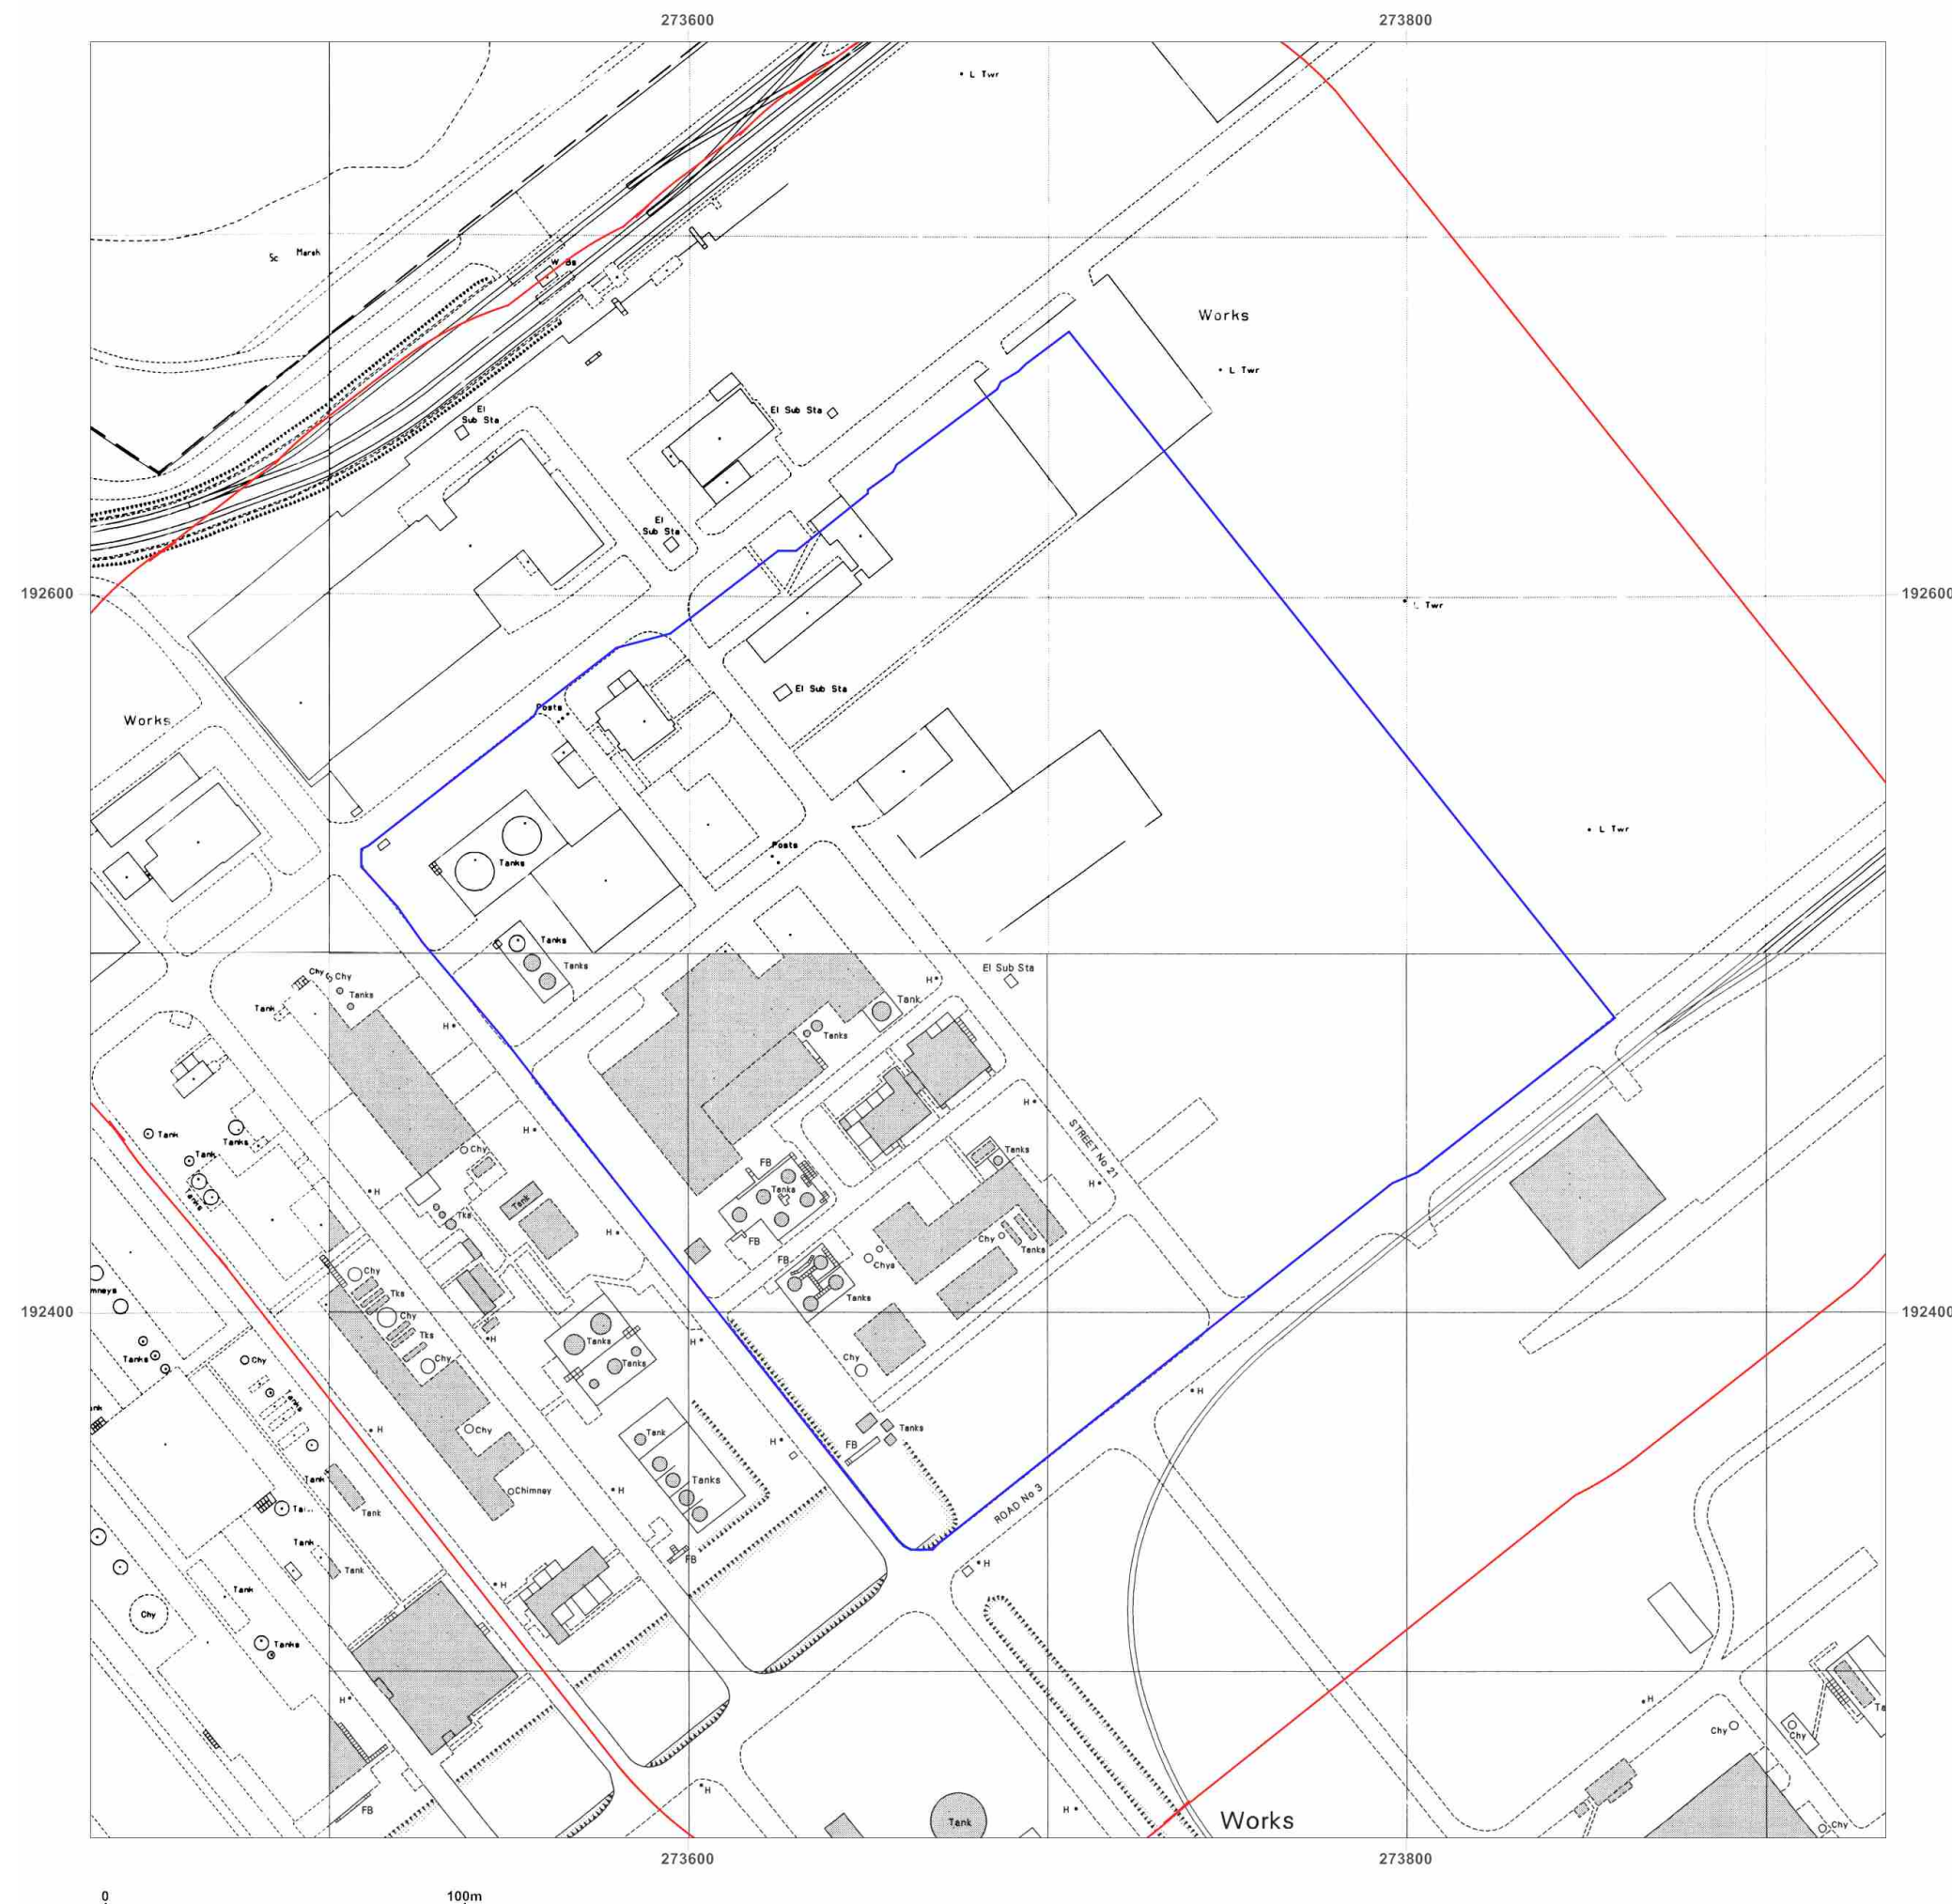 273600
273800
L Twr
Sc
Marsh
W Bs
Works
L Twr
El
Sub Sta
El Sub Sta
El
Sub Sta
192600
192600
L Twr
El Sub Sta
Posts
Works
L Twr
Posts
Tanks
Tanks
Tanks
El Sub Sta
Chy
Chy
Tanks
Tank
H
Tank
H
Tanks
H
STREET No 21
Tank
Tanks
H
Tank
Chy
Tanks
FB
Tanks
H
Tank
H
Tanks
Tks
H
FB
Chy
Tanks
FB
Chys
Chy
Tks
Tanks
192400
192400
Chy
Tks
H
Tanks
H
Tanks
Chy
Tanks
Chy
Chy
Tanks
H
H
Chy
Tanks
FB
H
Tank
H
Tanks
Tank
Tank
Chimney
H
ROAD No 3
Tank
Tank
FB
H
Tank
H
Chy
Tanks
H
H
Chy
Chy
FB
H
H
Tank
Works
Chy
273600
273800
0
100m